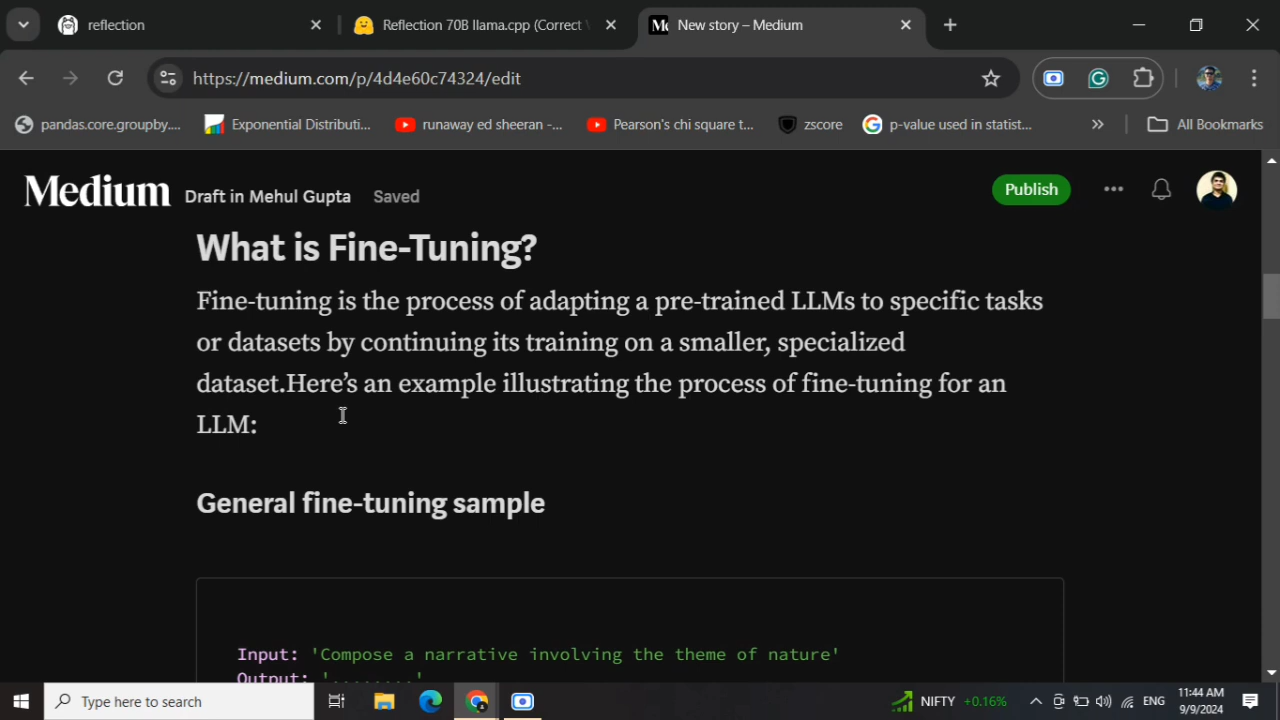 reflection
Reflection 70B llama.cpp (Correct
New story – Medium
https://medium.com/p/4d4e60c74324/edit
pandas.core.groupby....
Exponential Distributi...
runaway ed sheeran -...
Pearson's chi square t...
zscore
p-value used in statist...
»
All Bookmarks
Medium
Draft in Mehul Gupta
Saved
Publish
What is Fine-Tuning?
Fine-tuning is the process of adapting a pre-trained LLMs to specific tasks
or datasets by continuing its training on a smaller, specialized
dataset.Here’s an example illustrating the process of fine-tuning for an
LLM:
General fine-tuning sample
Input: 'Compose a narrative involving the theme of nature'
Output: '........'
Type here to search
NIFTY +0.16%
ENG
11:44 AM
9/9/2024